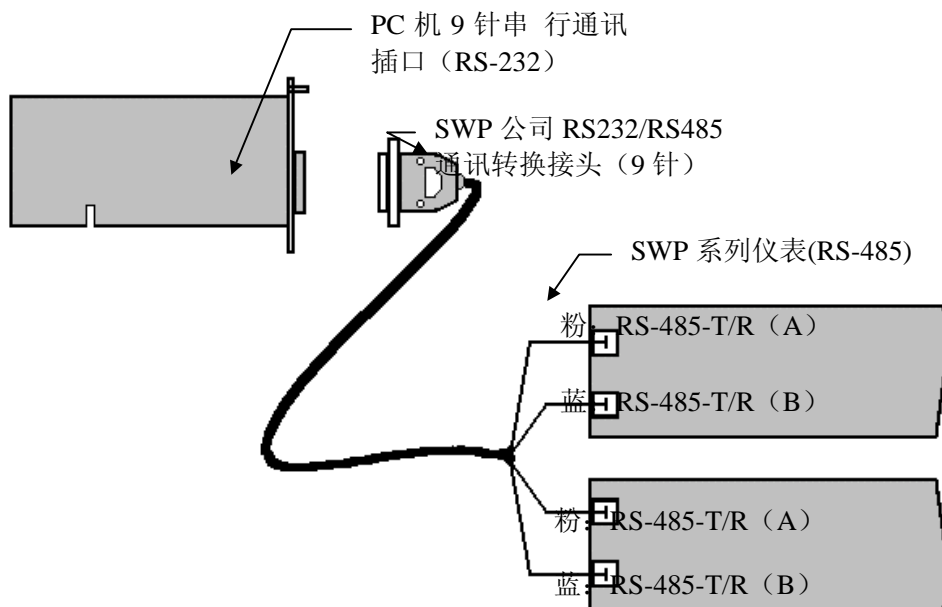 PC 机 9 针串 行通讯
插口（RS-232）
SWP 公司 RS232/RS485
通讯转换接头（9 针）
SWP 系列仪表(RS-485)
粉: RS-485-T/R（A）
蓝: RS-485-T/R（B）
粉: RS-485-T/R（A）
蓝: RS-485-T/R（B）